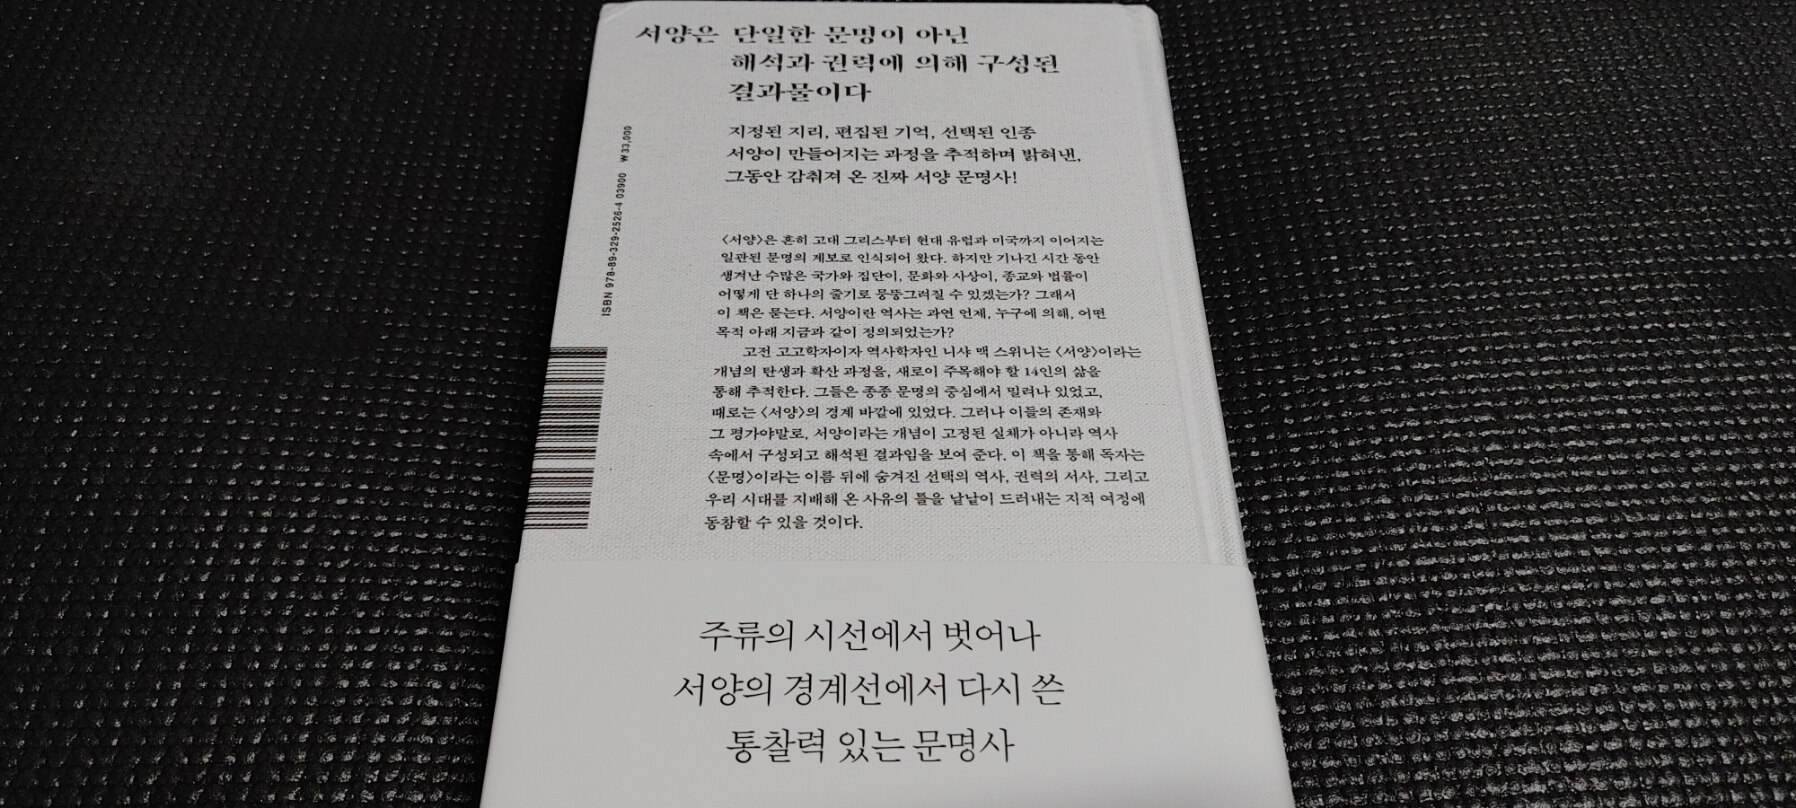 서양은 단일한 문명이 아닌
해석과 권력에 의해 구성된
결과물이다
지정된 지리, 편집된 기억, 선택된 인종
서양이 만들어지는 과정을 추적하며 밝혀낸,
그동안 감춰져 온 진짜 서양 문명사!
ISBN 978-89-329-2526-4 03900 ₩33,000
〈서양〉은 흔히 고대 그리스부터 현대 유럽과 미국까지 이어지는
일관된 문명의 계보로 인식되어 왔다. 하지만 기나긴 시간 동안
생겨난 수많은 국가와 집단이, 문화와 사상이, 종교와 법률이
어떻게 단 하나의 줄기로 뭉뚱그려질 수 있겠는가? 그래서
이 책은 묻는다. 서양이란 역사는 과연 언제, 누구에 의해, 어떤
목적 아래 지금과 같이 정의되었는가?
고전 고고학자이자 역사학자인 니샤 맥 스위니는 〈서양〉이라는
개념의 탄생과 확산 과정을, 새로이 주목해야 할 14인의 삶을
통해 추적한다. 그들은 종종 문명의 중심에서 밀려나 있었고,
때로는 〈서양〉의 경계 바깥에 있었다. 그러나 이들의 존재와
그 평가야말로, 서양이라는 개념이 고정된 실체가 아니라 역사
속에서 구성되고 해석된 결과임을 보여 준다. 이 책을 통해 독자는
〈문명〉이라는 이름 뒤에 숨겨진 선택의 역사, 권력의 서사, 그리고
우리 시대를 지배해 온 사유의 틀을 낱낱이 드러내는 지적 여정에
동참할 수 있을 것이다.
주류의 시선에서 벗어나
서양의 경계선에서 다시 쓴
통찰력 있는 문명사